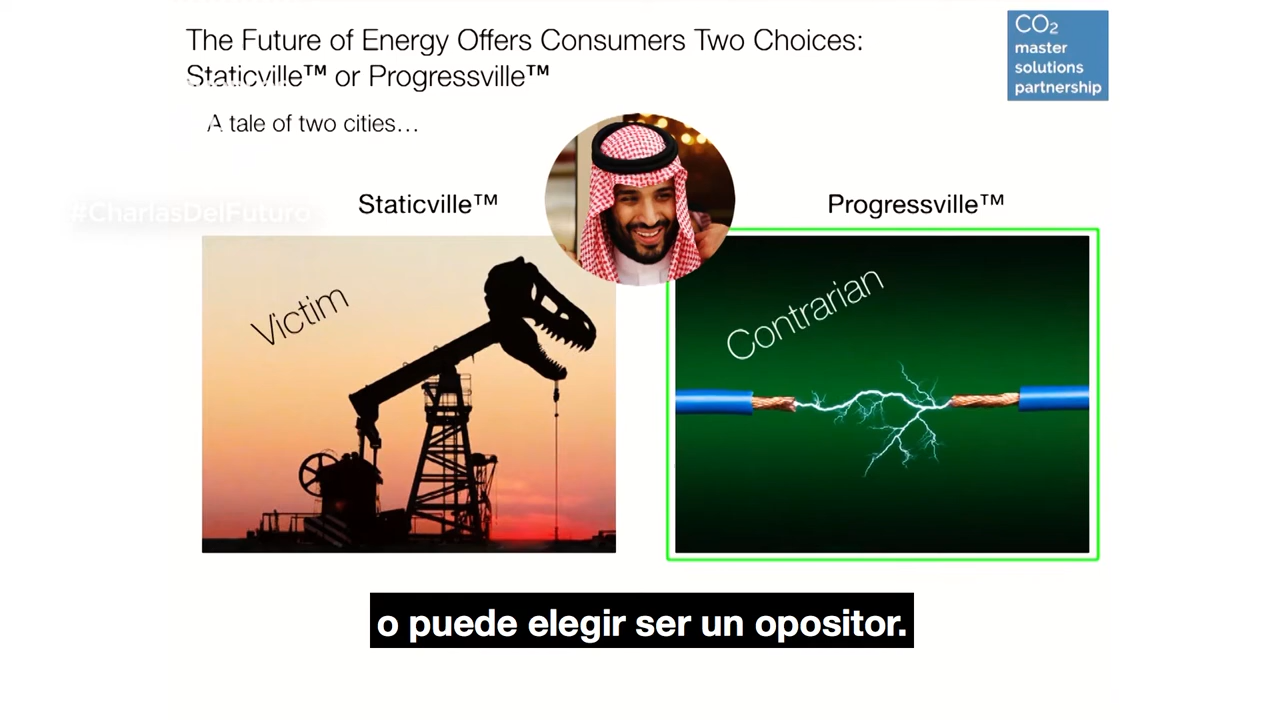 The Future of Energy Offers Consumers Two Choices:
Staticville™ or Progressville™
A tale of two cities…
CO₂
master
solutions
partnership
#CharlasDelFuturo
Staticville™
Progressville™
Victim
Contrarian
o puede elegir ser un opositor.